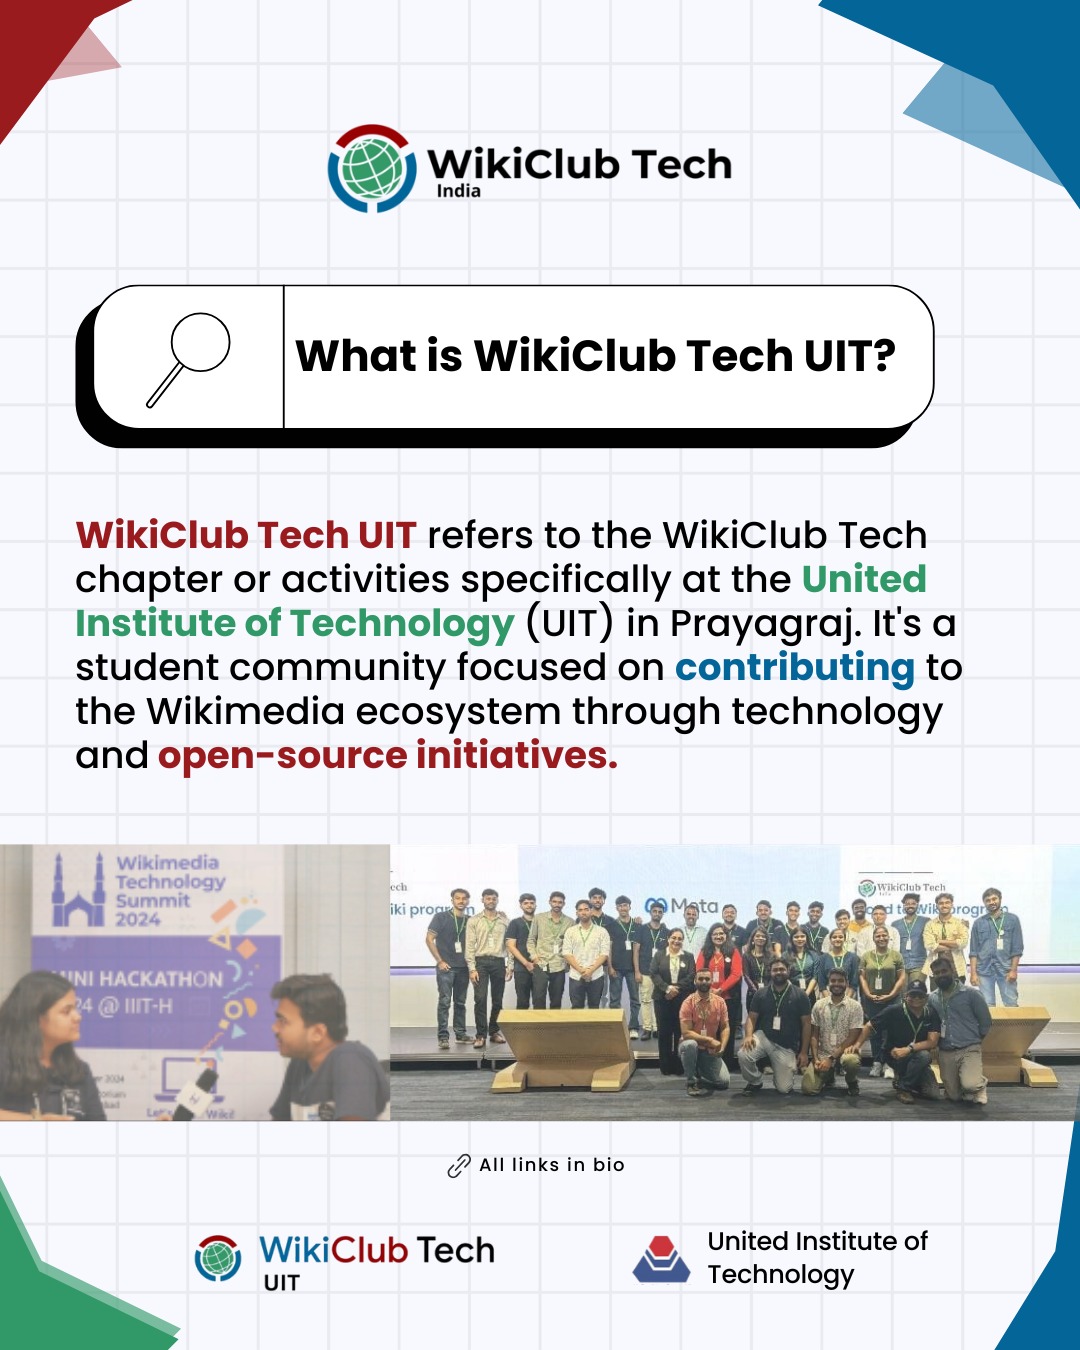 WikiClub Tech
India
What is WikiClub Tech UIT?
WikiClub Tech UIT refers to the WikiClub Tech
chapter or activities specifically at the United
Institute of Technology (UIT) in Prayagraj. It's a
student community focused on contributing to
the Wikimedia ecosystem through technology
and open-source initiatives.
Wikimedia
Technology
Summit
2024
HACKATHON
@ IIIT-H
2024
Wiki!
Meta
WikiClub Tech
All links in bio
WikiClub Tech
UIT
United Institute of
Technology